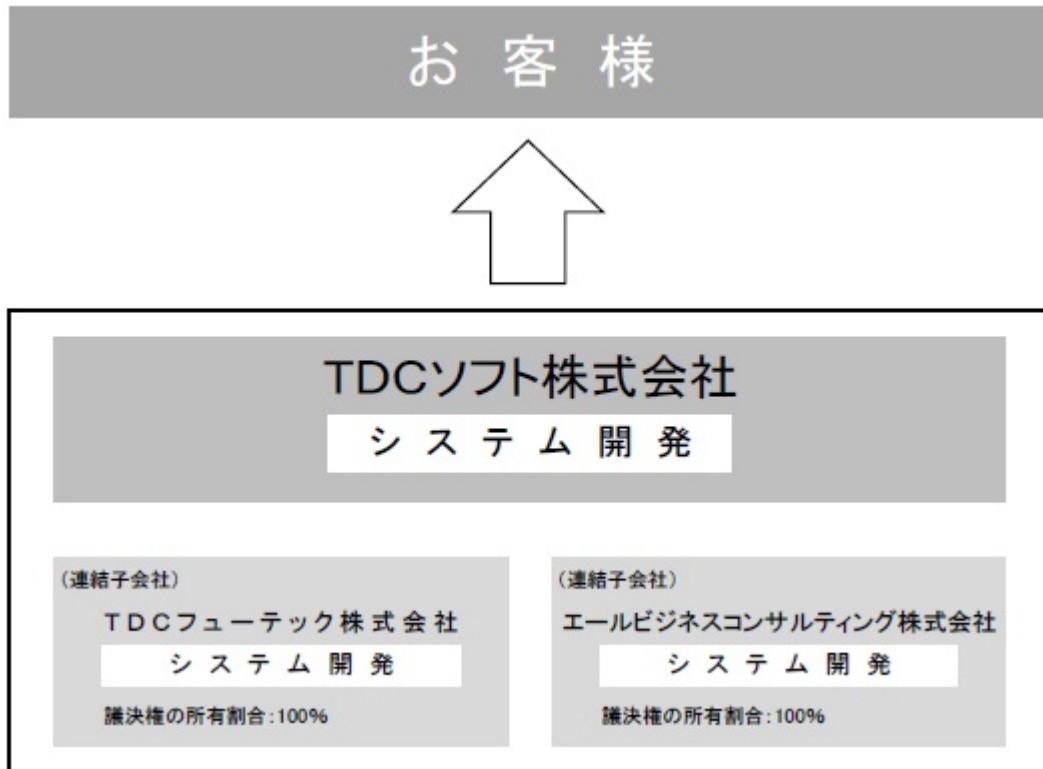 お客様
TDCソフト株式会社
システム開発
（連結子会社）
TDCフューテック株式会社
システム開発
議決権の所有割合:100%
（連結子会社）
エールビジネスコンサルティング株式会社
システム開発
議決権の所有割合:100%